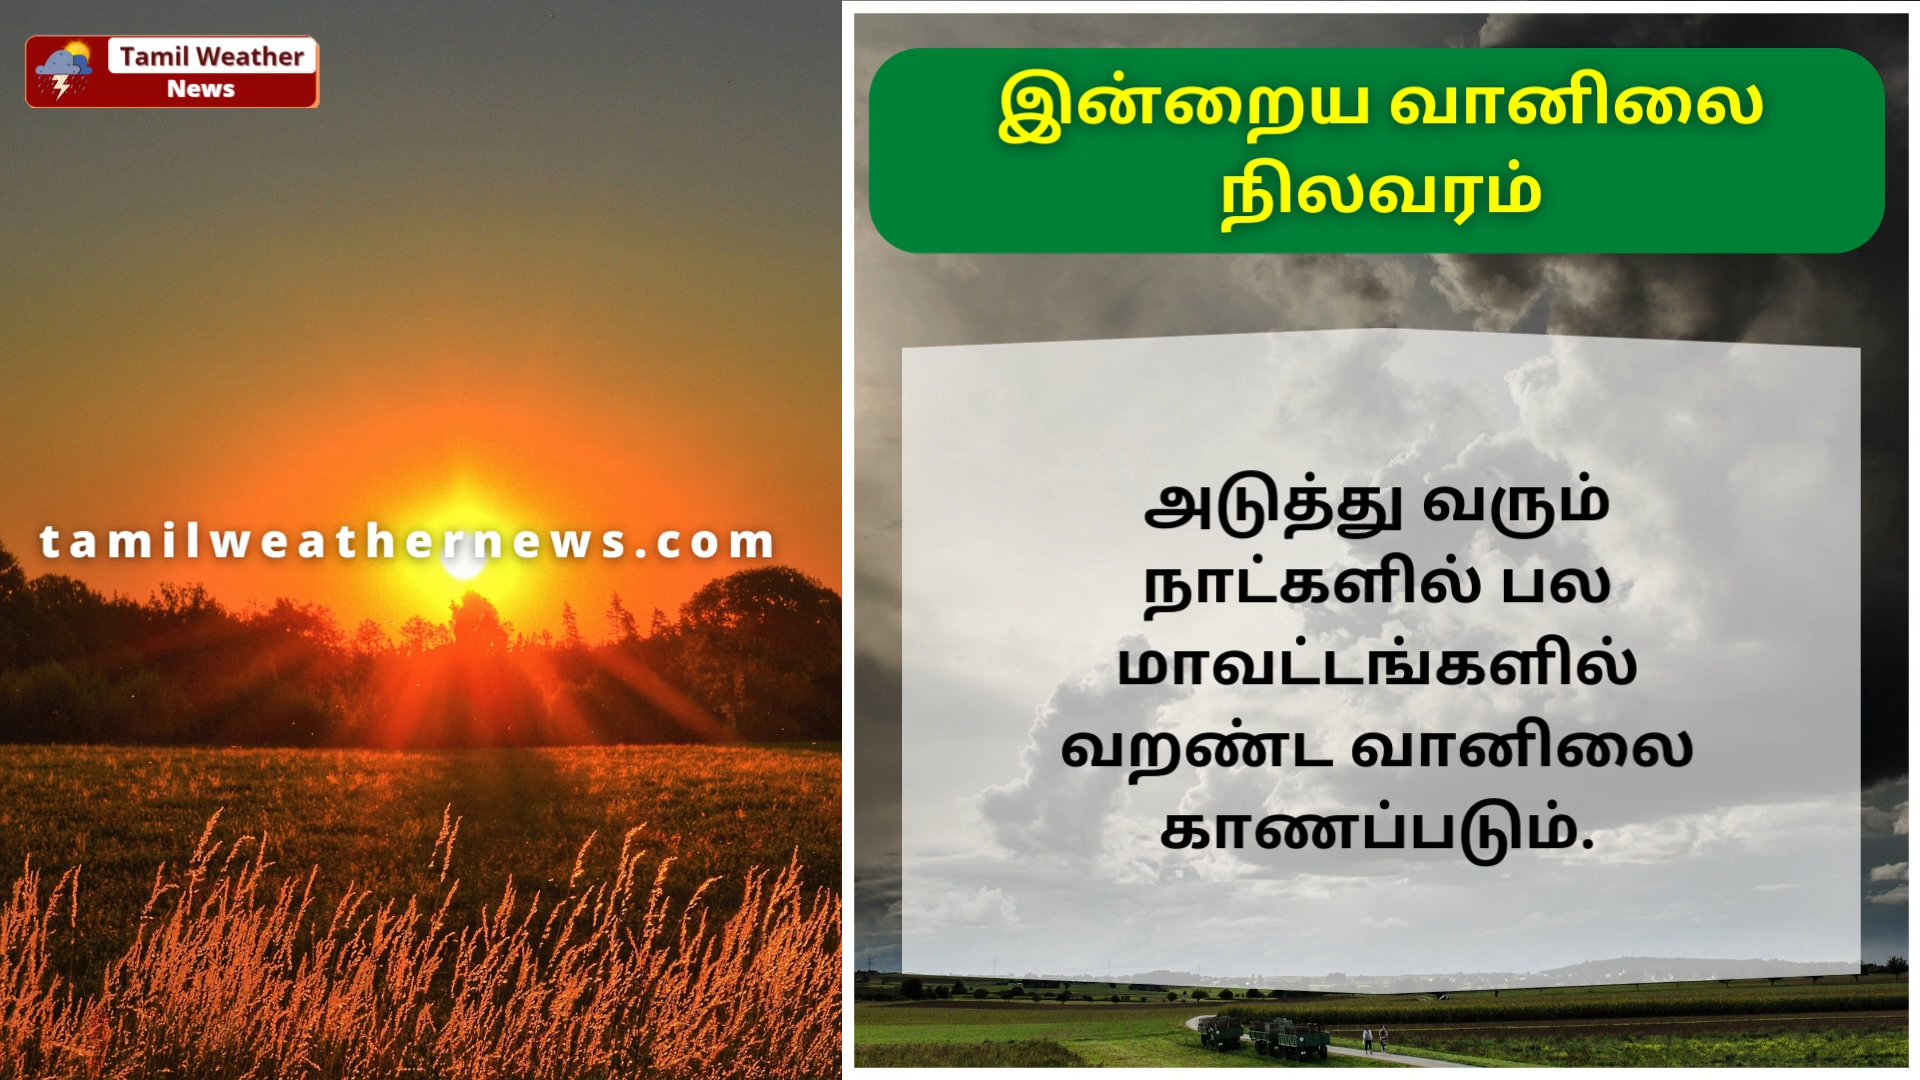 Tamil Weather
News
tamilweathernews.com
இன்றைய வானிலை
நிலவரம்
அடுத்து வரும்
நாட்களில் பல
மாவட்டங்களில்
வறண்ட வானிலை
காணப்படும்.